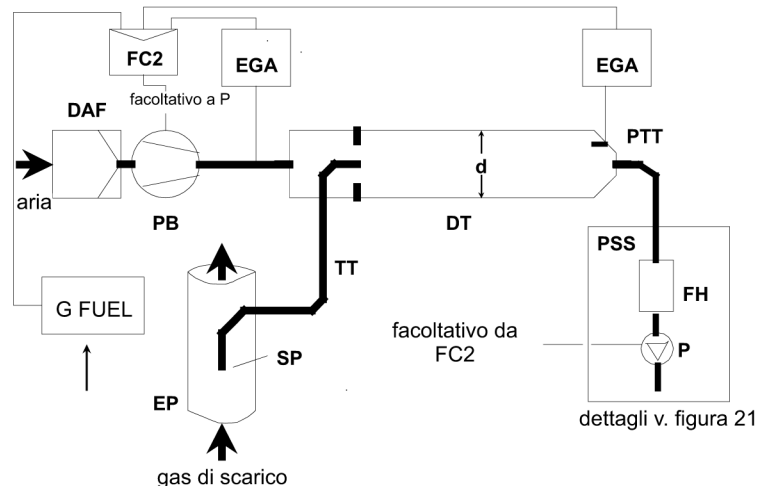 FC2
EGA
EGA
facoltativo a P
DAF
PTT
d
aria
PB
DT
PSS
TT
FH
G FUEL
facoltativo da
FC2
SP
P
EP
dettagli v. figura 21
gas di scarico